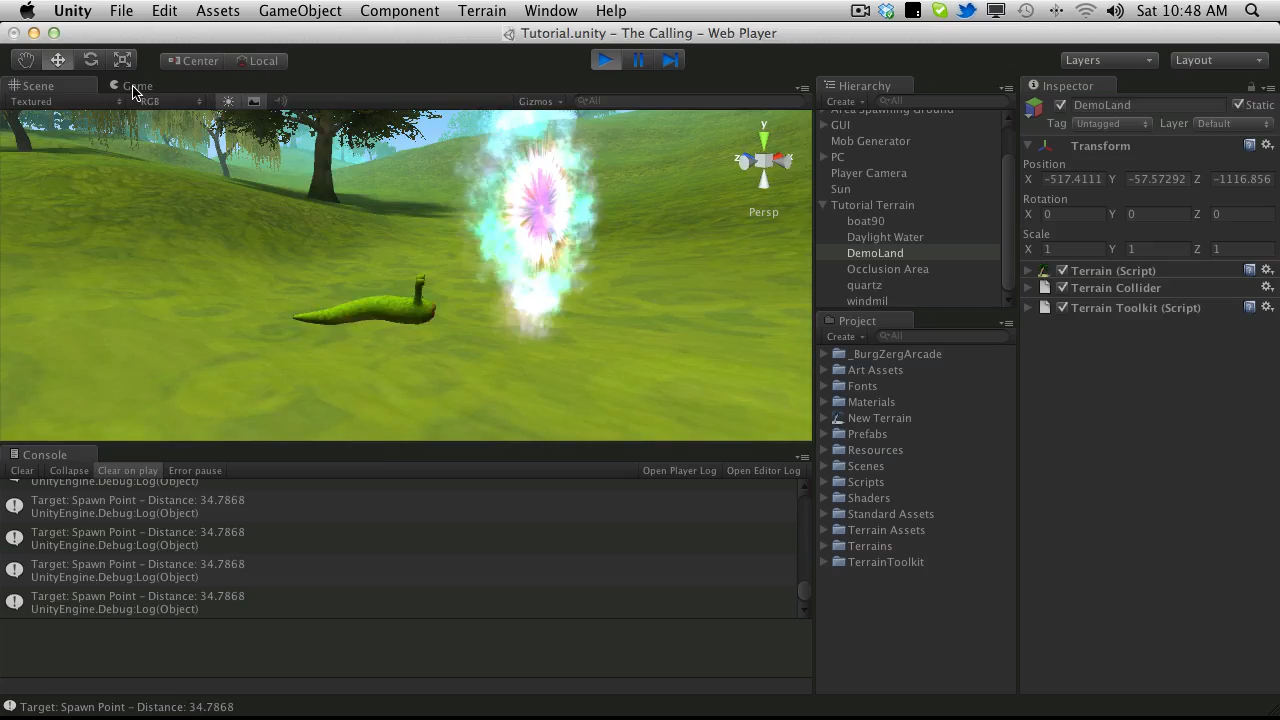 Unity File Edit Assets GameObject Component Terrain Window Help Sat 10:48 AM
Tutorial.unity - The Calling - Web Player
Center Local Layers Layout
Scene Game
Textured RGB Gizmos All
x y z
Persp
Hierarchy
Create All
Area Spawning Ground
GUI
Mob Generator
PC
Player Camera
Sun
Tutorial Terrain
boat90
Daylight Water
DemoLand
Occlusion Area
quartz
windmil
Project
Create All
_BurgZergArcade
Art Assets
Fonts
Materials
New Terrain
Prefabs
Resources
Scenes
Scripts
Shaders
Standard Assets
Terrain Assets
Terrains
TerrainToolkit
Inspector
DemoLand Static
Tag Untagged Layer Default
Transform
Position
X -517.4111 Y -57.57292 Z -1116.856
Rotation
X 0 Y 0 Z 0
Scale
X 1 Y 1 Z 1
Terrain (Script)
Terrain Collider
Terrain Toolkit (Script)
Console
Clear Collapse Clear on play Error pause Open Player Log Open Editor Log
UnityEngine.Debug:Log(Object)
Target: Spawn Point - Distance: 34.7868
UnityEngine.Debug:Log(Object)
Target: Spawn Point - Distance: 34.7868
UnityEngine.Debug:Log(Object)
Target: Spawn Point - Distance: 34.7868
UnityEngine.Debug:Log(Object)
Target: Spawn Point - Distance: 34.7868
UnityEngine.Debug:Log(Object)
Target: Spawn Point - Distance: 34.7868